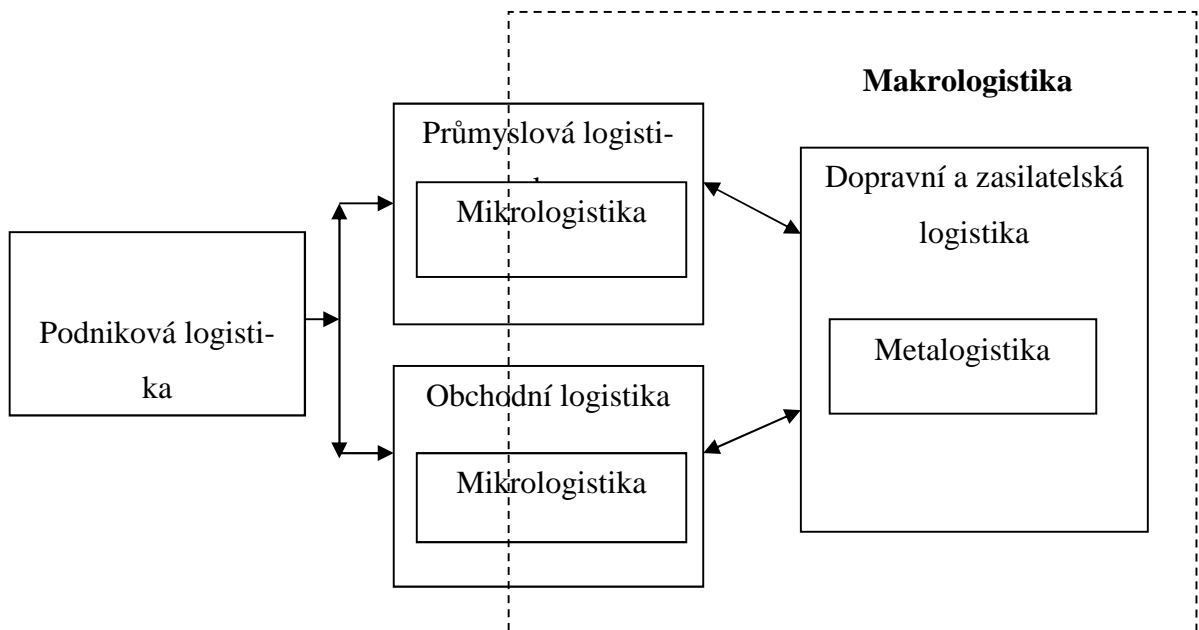 Makrologistika
Průmyslová logisti-
Mikrologistika
Dopravní a zasilatelská
logistika
Podniková logisti-
ka
Metalogistika
Obchodní logistika
Mikrologistika